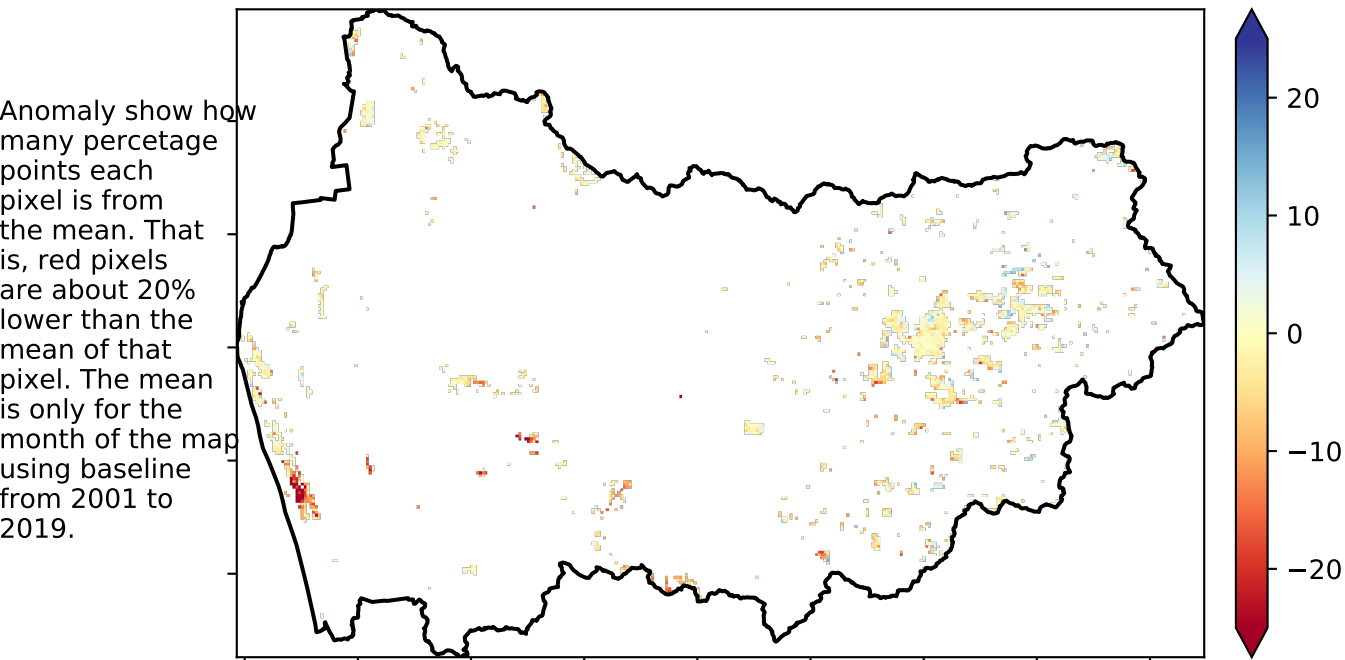 Anomaly show how
many percetage
points each
pixel is from
the mean. That
is, red pixels
are about 20%
lower than the
mean of that
pixel. The mean
is only for the
month of the map
using baseline
from 2001 to
2019.
20
10
0
−10
−20